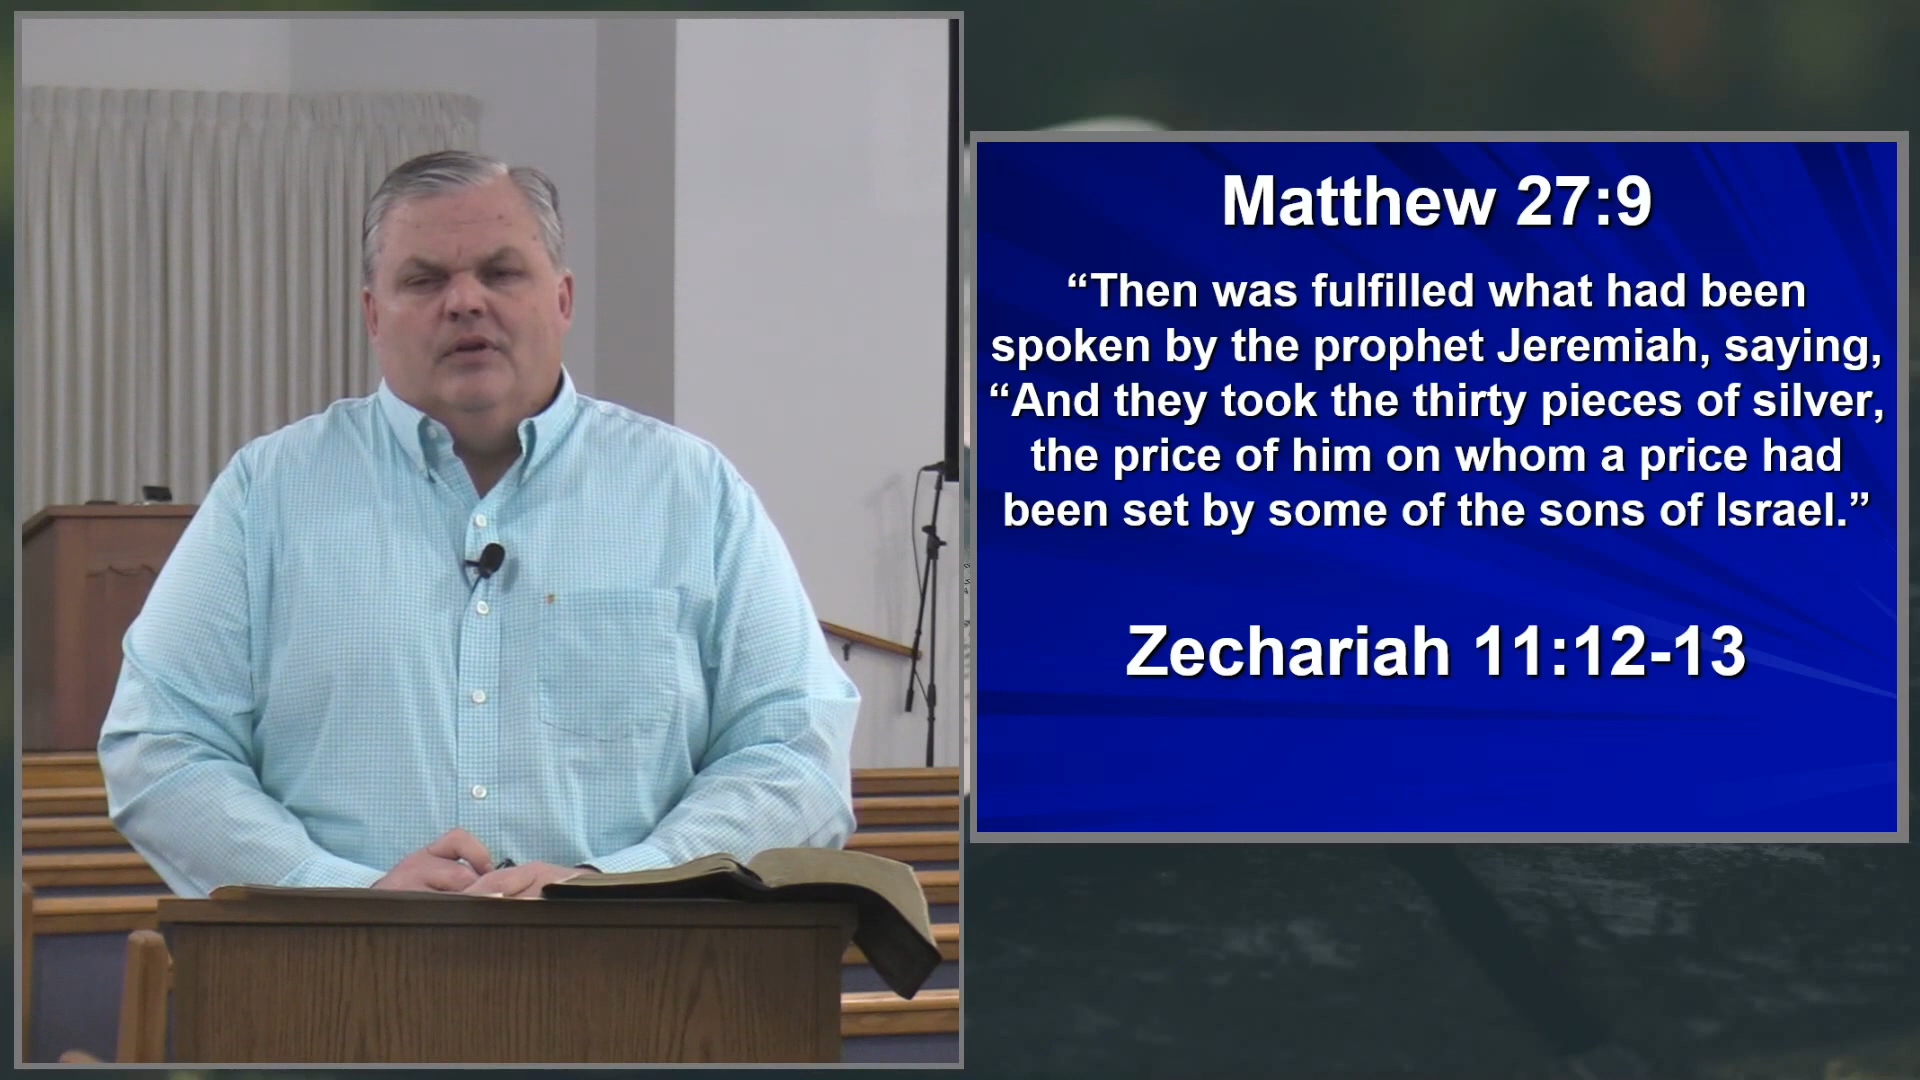 Matthew 27:9
“Then was fulfilled what had been
spoken by the prophet Jeremiah, saying,
“And they took the thirty pieces of silver,
the price of him on whom a price had
been set by some of the sons of Israel.”
Zechariah 11:12-13